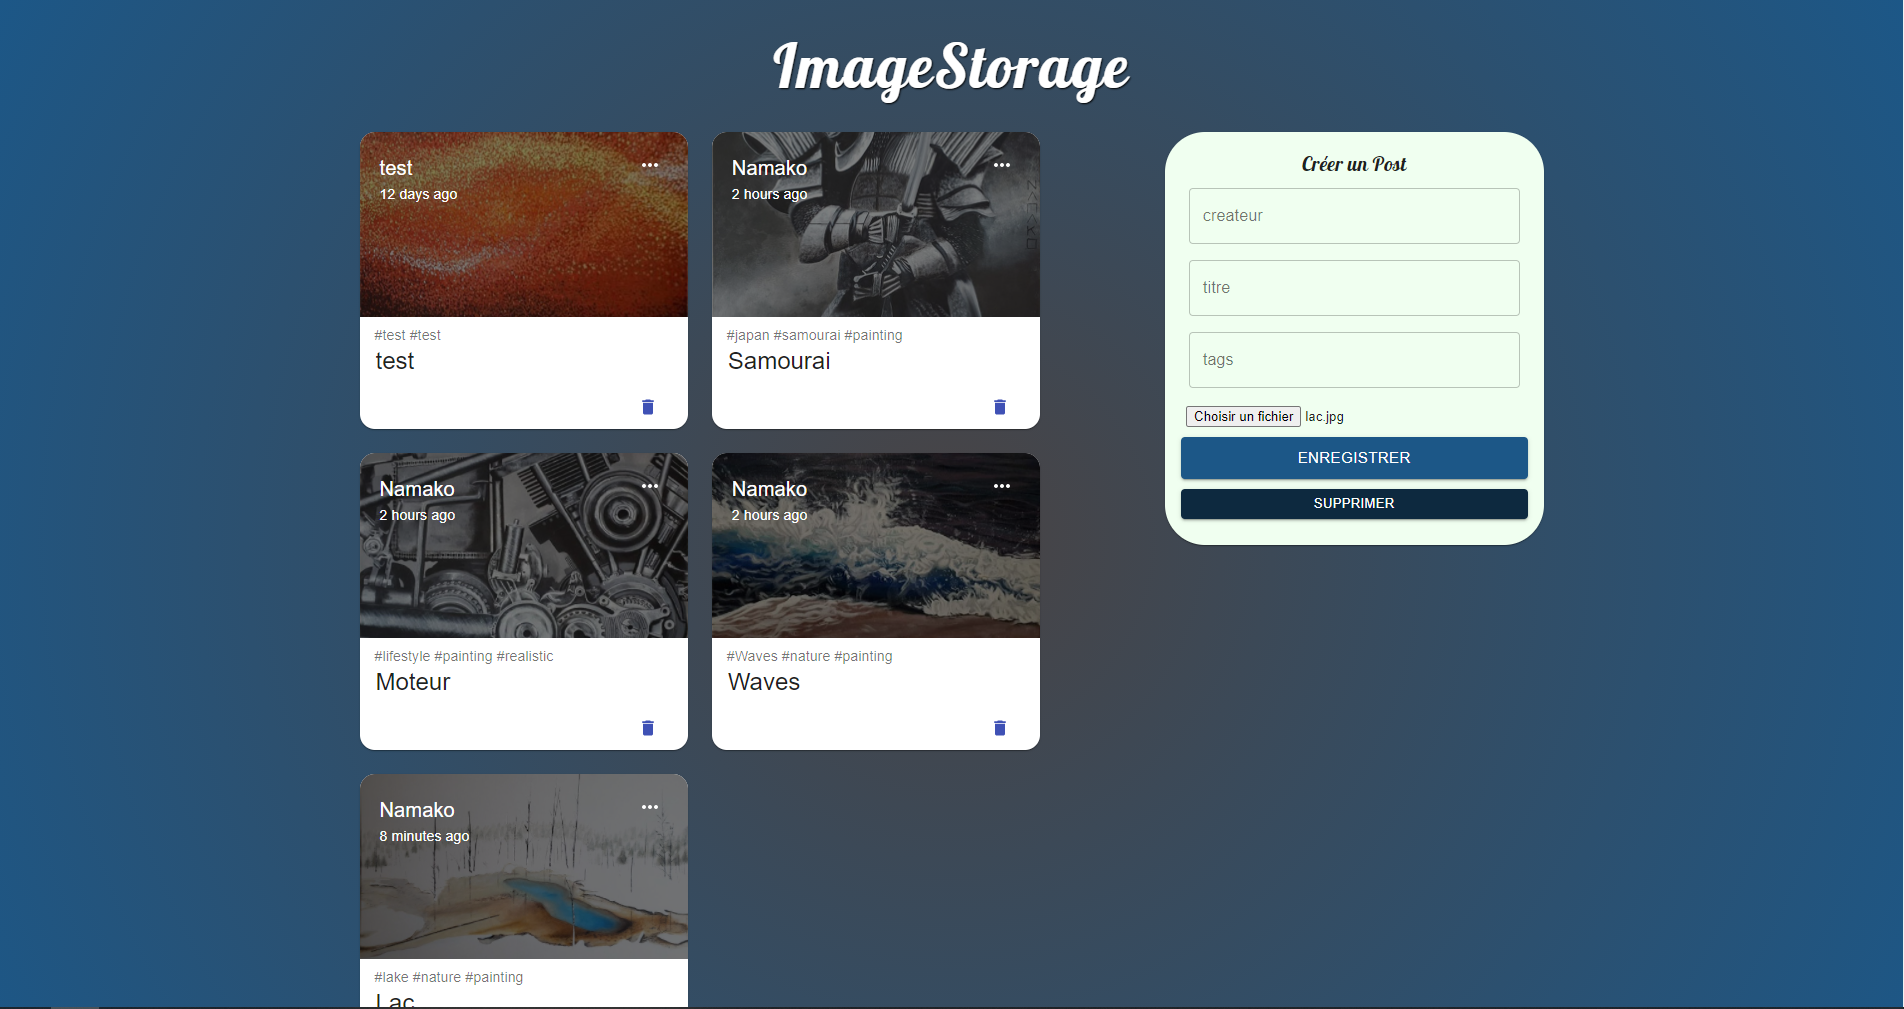 ImageStorage
test
12 days ago
#test #test
test
Namako
2 hours ago
NAMAKO
#japan #samourai #painting
Samourai
Namako
2 hours ago
#lifestyle #painting #realistic
Moteur
Namako
2 hours ago
#Waves #nature #painting
Waves
Namako
8 minutes ago
#lake #nature #painting
Lac
Créer un Post
createur
titre
tags
Choisir un fichier lac.jpg
ENREGISTRER
SUPPRIMER